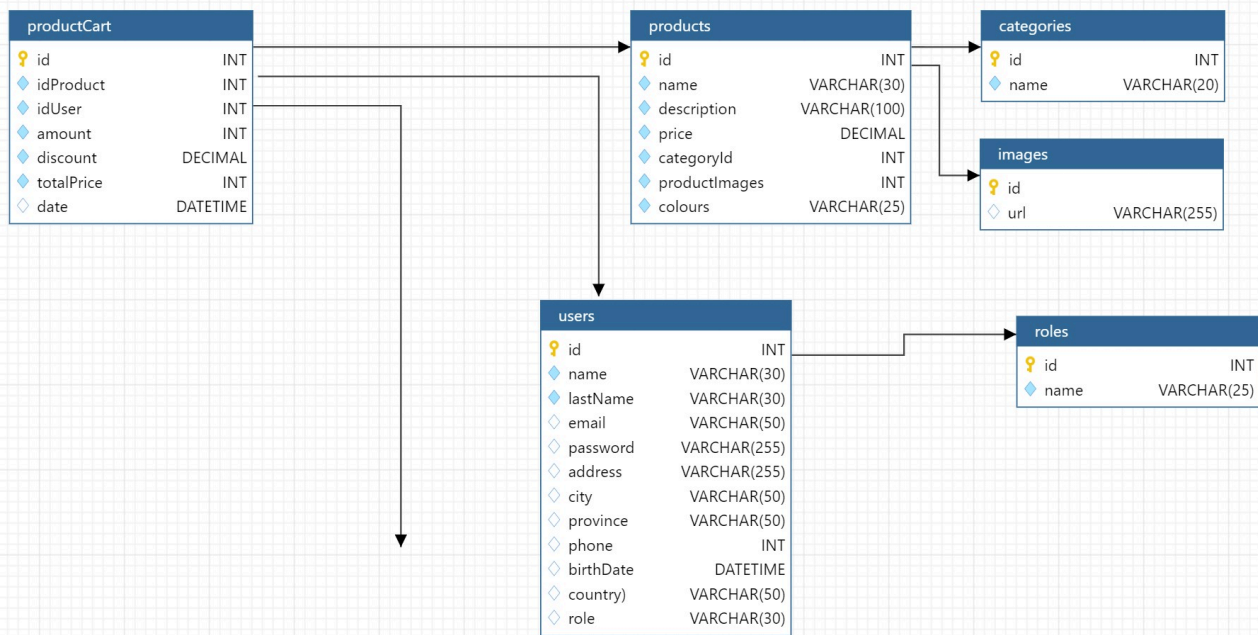 productCart
id INT
idProduct INT
idUser INT
amount INT
discount DECIMAL
totalPrice INT
date DATETIME
products
id INT
name VARCHAR(30)
description VARCHAR(100)
price DECIMAL
categoryId INT
productImages INT
colours VARCHAR(25)
categories
id INT
name VARCHAR(20)
images
id
url VARCHAR(255)
users
id INT
name VARCHAR(30)
lastName VARCHAR(30)
email VARCHAR(50)
password VARCHAR(255)
address VARCHAR(255)
city VARCHAR(50)
province VARCHAR(50)
phone INT
birthDate DATETIME
country) VARCHAR(50)
role VARCHAR(30)
roles
id INT
name VARCHAR(25)